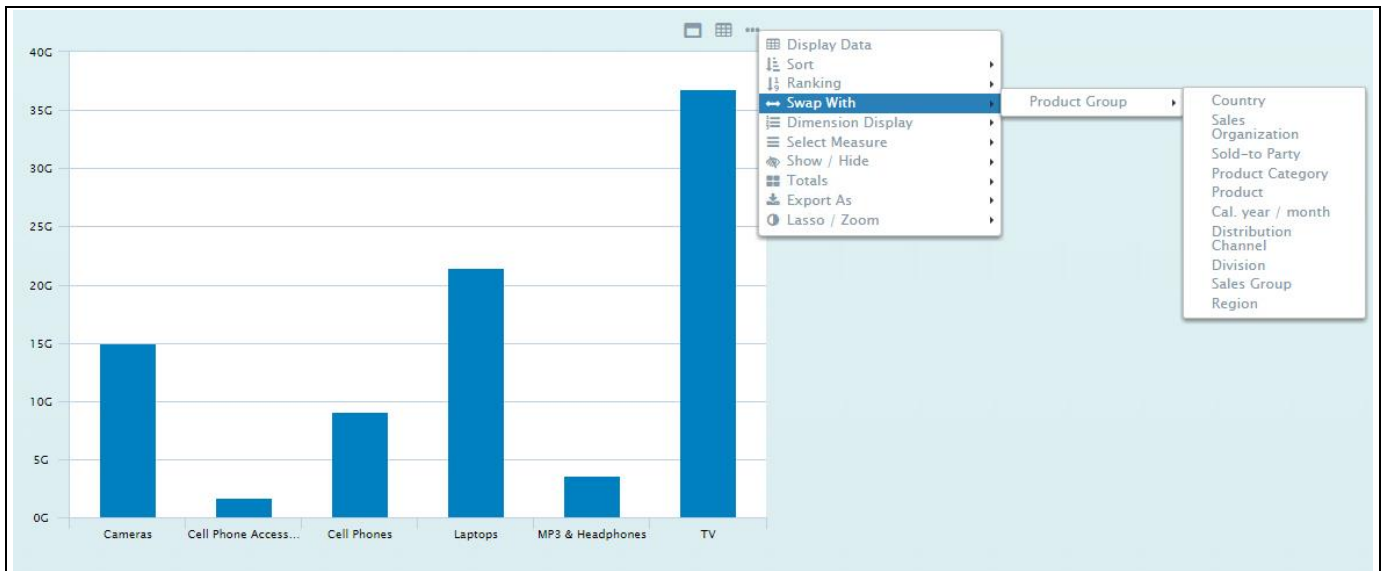 40G
35G
30G
25G
20G
15G
10G
5G
0G
Cameras
Cell Phone Access...
Cell Phones
Laptops
MP3 & Headphones
TV
Display Data
Sort
Ranking
Swap With
Dimension Display
Select Measure
Show / Hide
Totals
Export As
Lasso / Zoom
Product Group
Country
Sales
Organization
Sold-to Party
Product Category
Product
Cal. year / month
Distribution
Channel
Division
Sales Group
Region